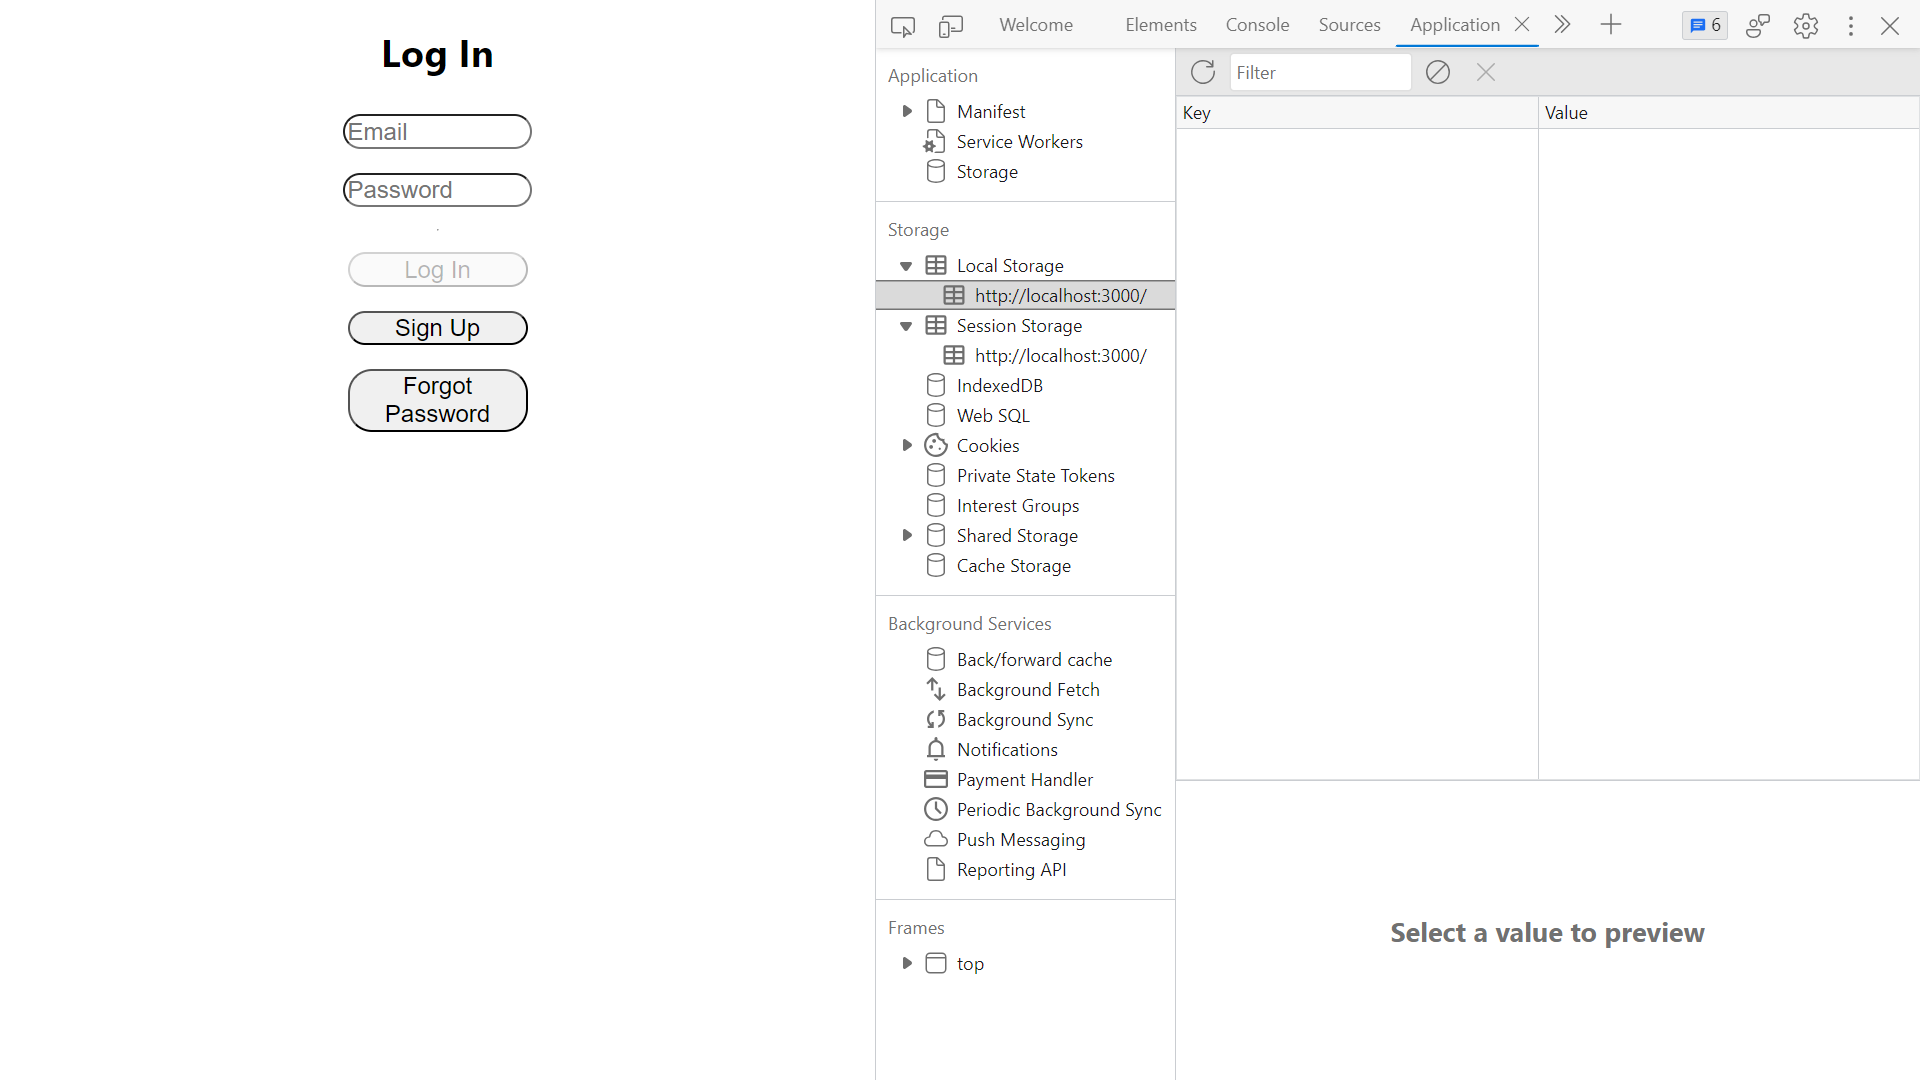 Log In
Email
Password
Log In
Sign Up
Forgot
Password
Welcome
Elements
Console
Sources
Application
6
Application
Manifest
Service Workers
Storage
Storage
Local Storage
http://localhost:3000/
Session Storage
http://localhost:3000/
IndexedDB
Web SQL
Cookies
Private State Tokens
Interest Groups
Shared Storage
Cache Storage
Background Services
Back/forward cache
Background Fetch
Background Sync
Notifications
Payment Handler
Periodic Background Sync
Push Messaging
Reporting API
Frames
top
Filter
Key
Value
Select a value to preview